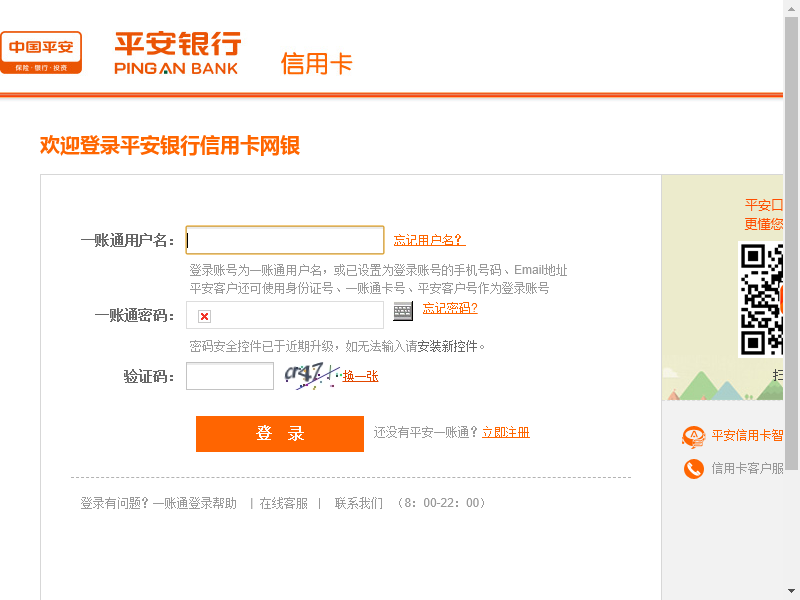 中国平安
保险·银行·投资
平安银行
PING AN BANK
信用卡
欢迎登录平安银行信用卡网银
一账通用户名：
忘记用户名？
登录账号为一账通用户名，或已设置为登录账号的手机号码、Email地址
平安客户还可使用身份证号、一账通卡号、平安客户号作为登录账号
一账通密码：
忘记密码?
密码安全控件已于近期升级，如无法输入请安装新控件。
验证码：
换一张
登 录
还没有平安一账通？立即注册
登录有问题？一账通登录帮助 | 在线客服 | 联系我们 （8：00-22：00）
平安口
更懂您
扫
平安信用卡智
信用卡客户服